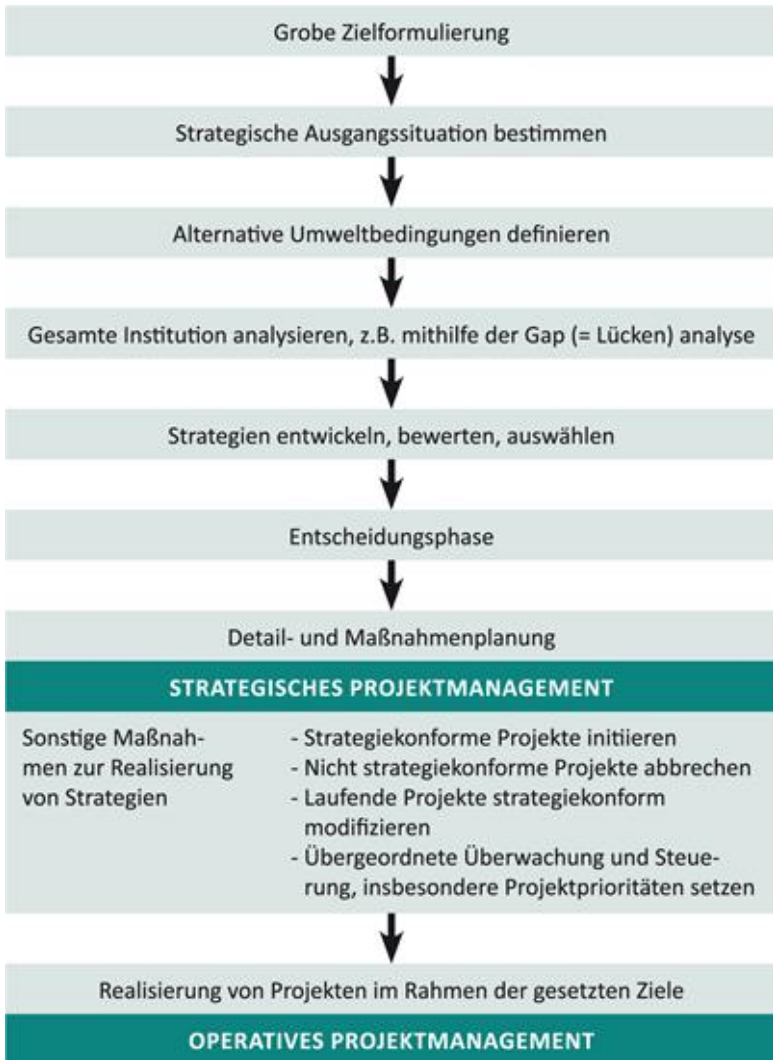 Grobe Zielformulierung
Strategische Ausgangssituation bestimmen
Alternative Umweltbedingungen definieren
Gesamte Institution analysieren, z.B. mithilfe der Gap (= Lücken) analyse
Strategien entwickeln, bewerten, auswählen
Entscheidungsphase
Detail- und Maßnahmenplanung
STRATEGISCHES PROJEKTMANAGEMENT
Sonstige Maßnah-
men zur Realisierung
von Strategien
- Strategiekonforme Projekte initiieren
- Nicht strategiekonforme Projekte abbrechen
- Laufende Projekte strategiekonform
modifizieren
- Übergeordnete Überwachung und Steue-
rung, insbesondere Projektprioritäten setzen
Realisierung von Projekten im Rahmen der gesetzten Ziele
OPERATIVES PROJEKTMANAGEMENT